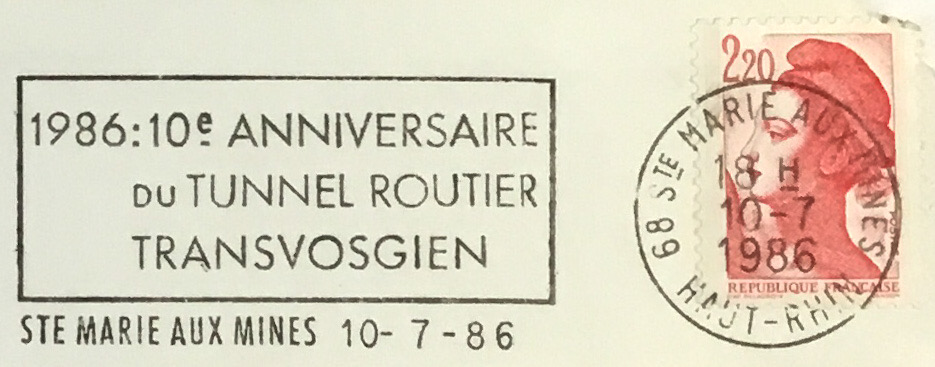 1986:10e ANNIVERSAIRE
DU TUNNEL ROUTIER
TRANSVOSGIEN
STE MARIE AUX MINES 10-7-86
2,20
68 STE MARIE AUX MINES
18 H
10-7
1986
HAUT-RHIN
REPUBLIQUE FRANÇAISE